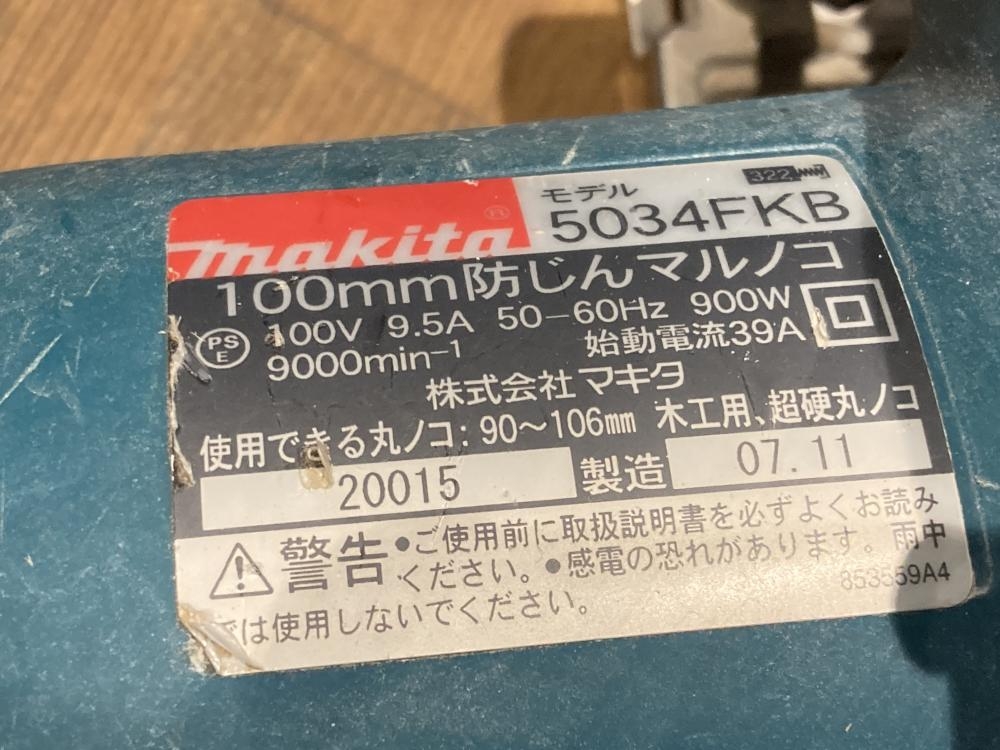 makita®
モデル
322
5034FKB
100mm防じんマルノコ
PS
E
100V 9.5A 50-60Hz 900W
9000min-1
始動電流39A
株式会社マキタ
使用できる丸ノコ:90～106mm 木工用、超硬丸ノコ
20015 製造 07.11
警告
•ご使用前に取扱説明書を必ずよくお読み
ください。•感電の恐れがあります。雨中
では使用しないでください。
853559A4